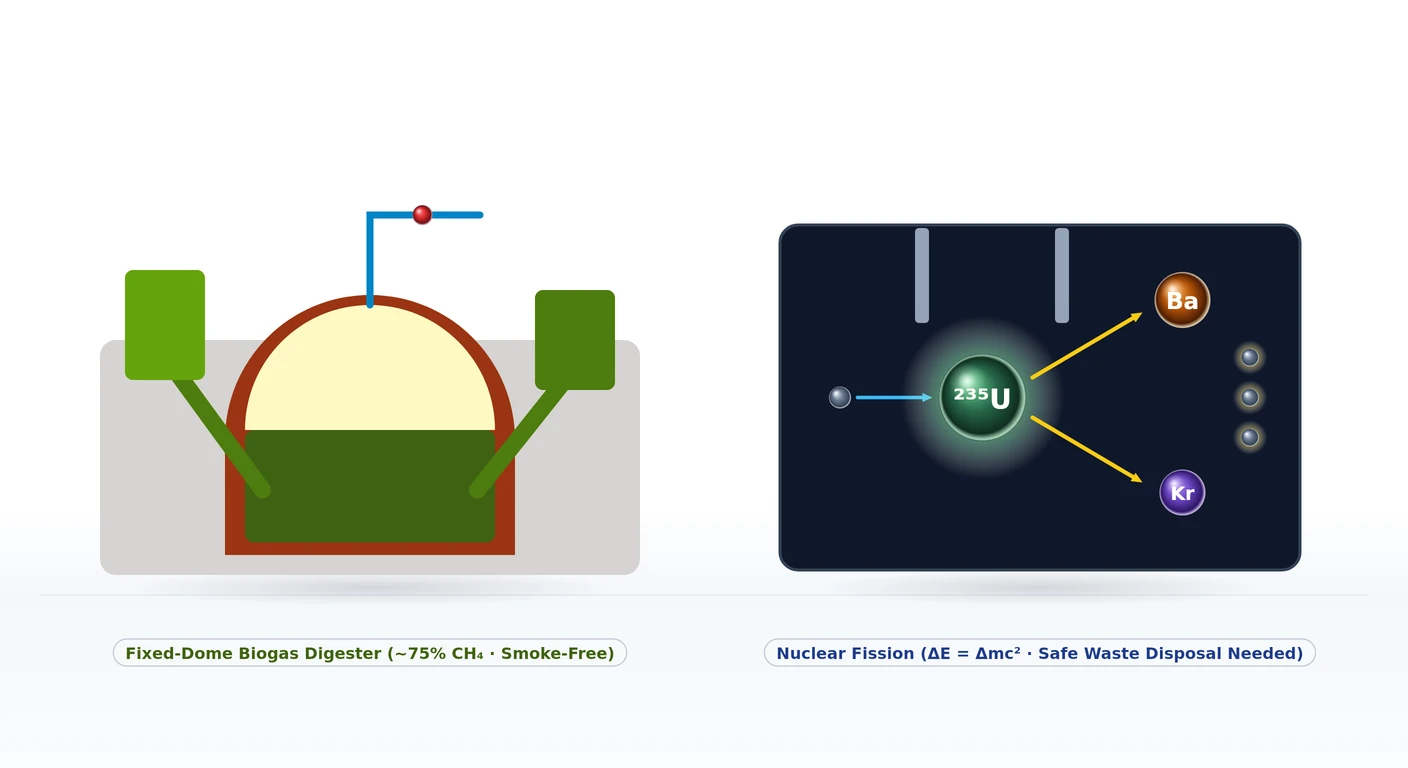 ²³⁵U
Ba
Kr
Fixed-Dome Biogas Digester (~75% CH₄ · Smoke-Free)
Nuclear Fission (ΔE = Δmc² · Safe Waste Disposal Needed)